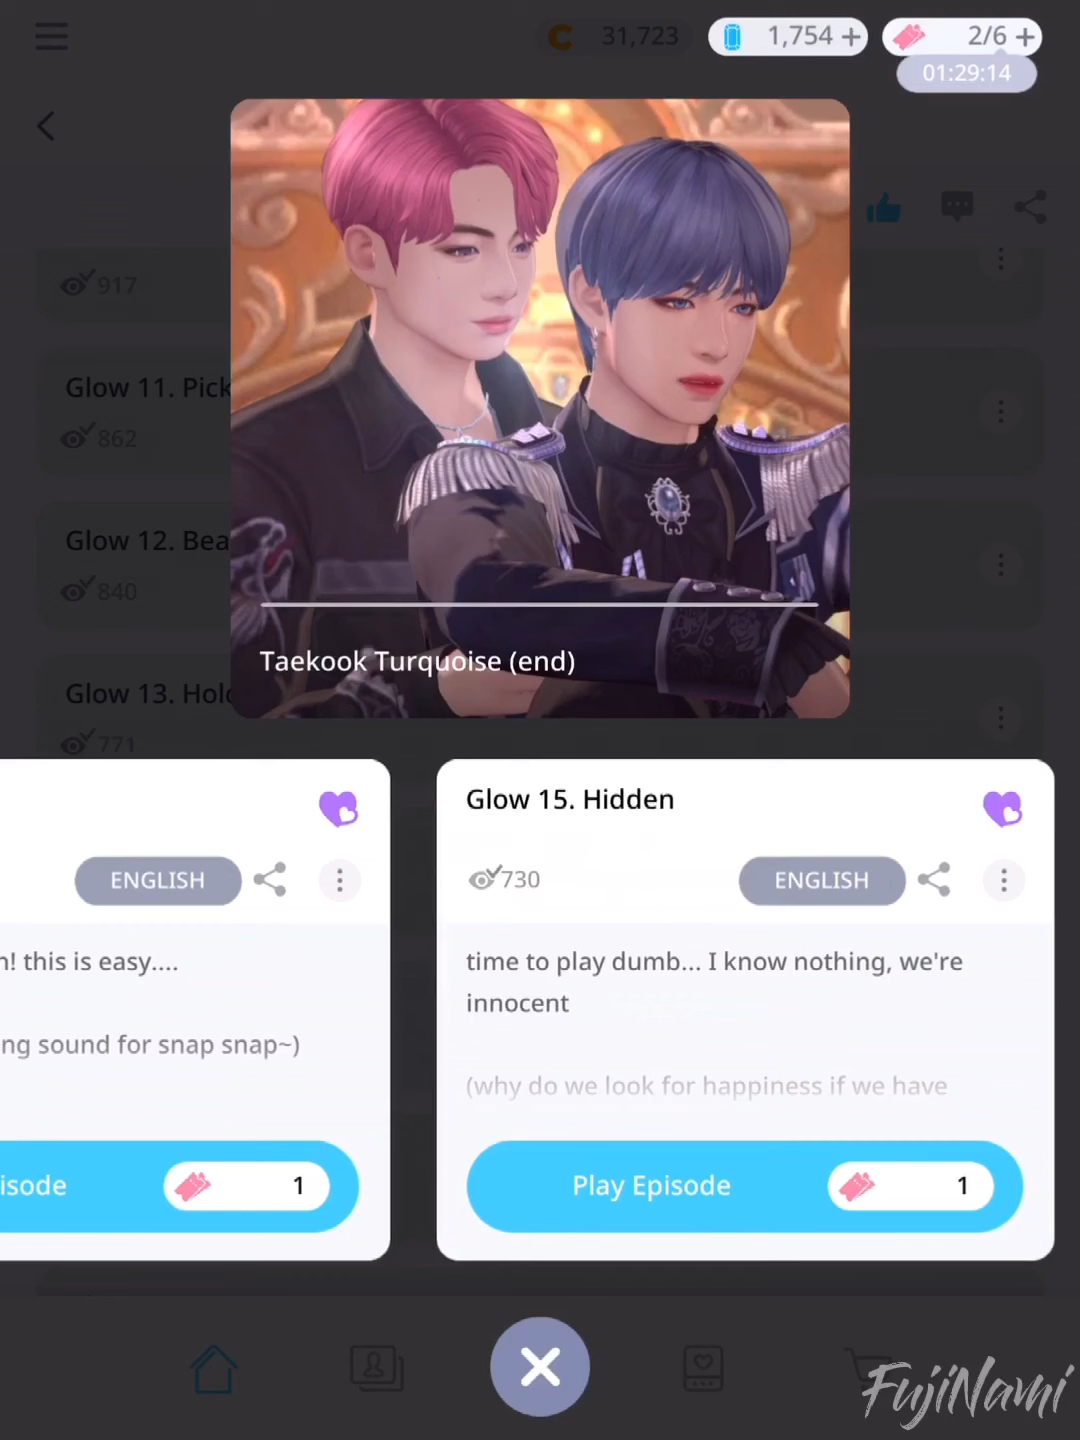 C 31,723
1,754 +
2/6 +
01:29:14
917
Glow 11. Pick
862
Glow 12. Bea
840
Glow 13. Hol
771
Taekook Turquoise (end)
ENGLISH
! this is easy....
ng sound for snap snap~)
isode
1
Glow 15. Hidden
730
ENGLISH
time to play dumb... I know nothing, we're
innocent
(why do we look for happiness if we have
Play Episode
1
FujiNami